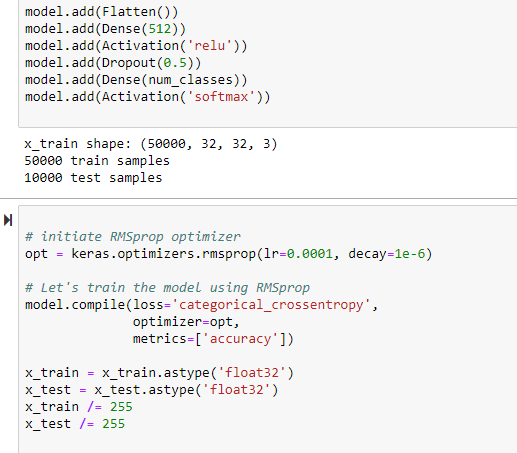 model.add(Flatten())
model.add(Dense(512))
model.add(Activation('relu'))
model.add(Dropout(0.5))
model.add(Dense(num_classes))
model.add(Activation('softmax'))
x_train shape: (50000, 32, 32, 3)
50000 train samples
10000 test samples
# initiate RMSprop optimizer
opt = keras.optimizers.rmsprop(lr=0.0001, decay=1e-6)
# Let's train the model using RMSprop
model.compile(loss='categorical_crossentropy',
              optimizer=opt,
              metrics=['accuracy'])
x_train = x_train.astype('float32')
x_test = x_test.astype('float32')
x_train /= 255
x_test /= 255